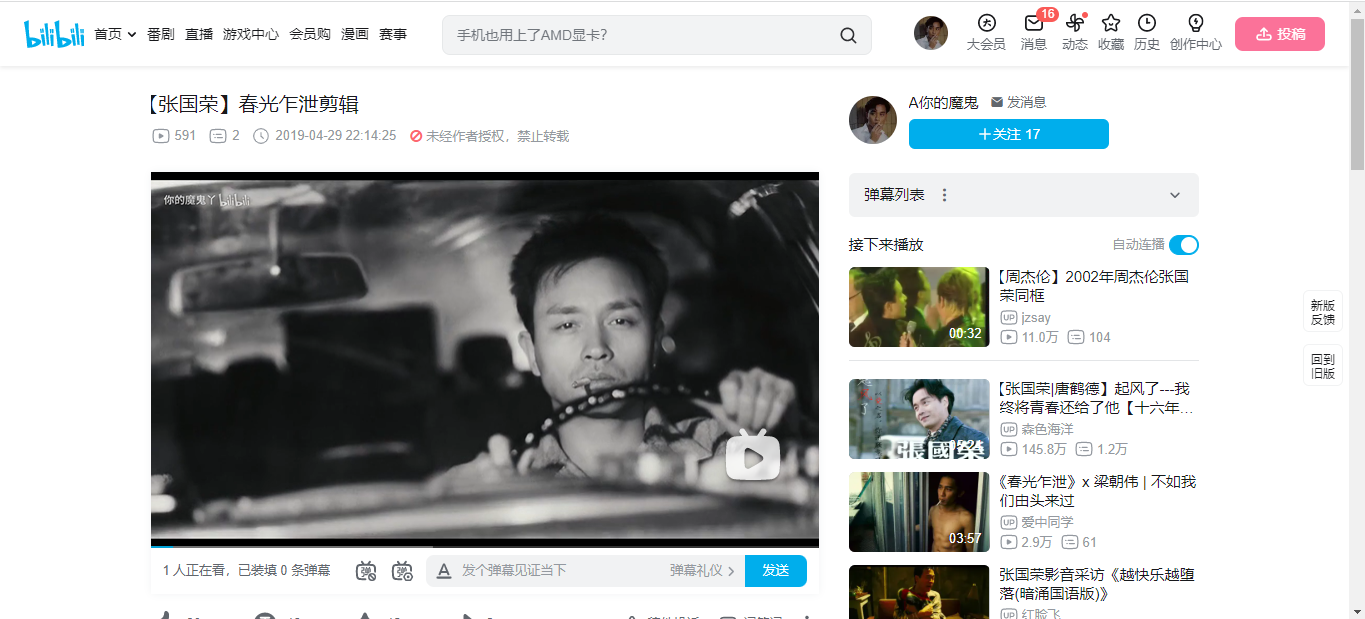 bilibili 首页 番剧 直播 游戏中心 会员购 漫画 赛事
手机也用上了AMD显卡?
大会员 消息 16 动态 收藏 历史 创作中心 投稿
【张国荣】春光乍泄剪辑
591 2 2019-04-29 22:14:25 未经作者授权，禁止转载
你的魔鬼丫 bilibili
1 人正在看，已装填 0 条弹幕
弹 弹 A 发个弹幕见证当下 弹幕礼仪 发送
A你的魔鬼 发消息
+关注 17
弹幕列表
接下来播放 自动连播
00:32
【周杰伦】2002年周杰伦张国
荣同框
UP jzsay
11.0万 104
張國榮
【张国荣|唐鹤德】起风了---我
终将青春还给了他【十六年...
UP 森色海洋
145.8万 1.2万
03:57
《春光乍泄》x 梁朝伟 | 不如我
们由头来过
UP 爱中同学
2.9万 61
张国荣影音采访《越快乐越堕
落(暗涌国语版)》
UP 红脸飞
新版
反馈
回到
旧版